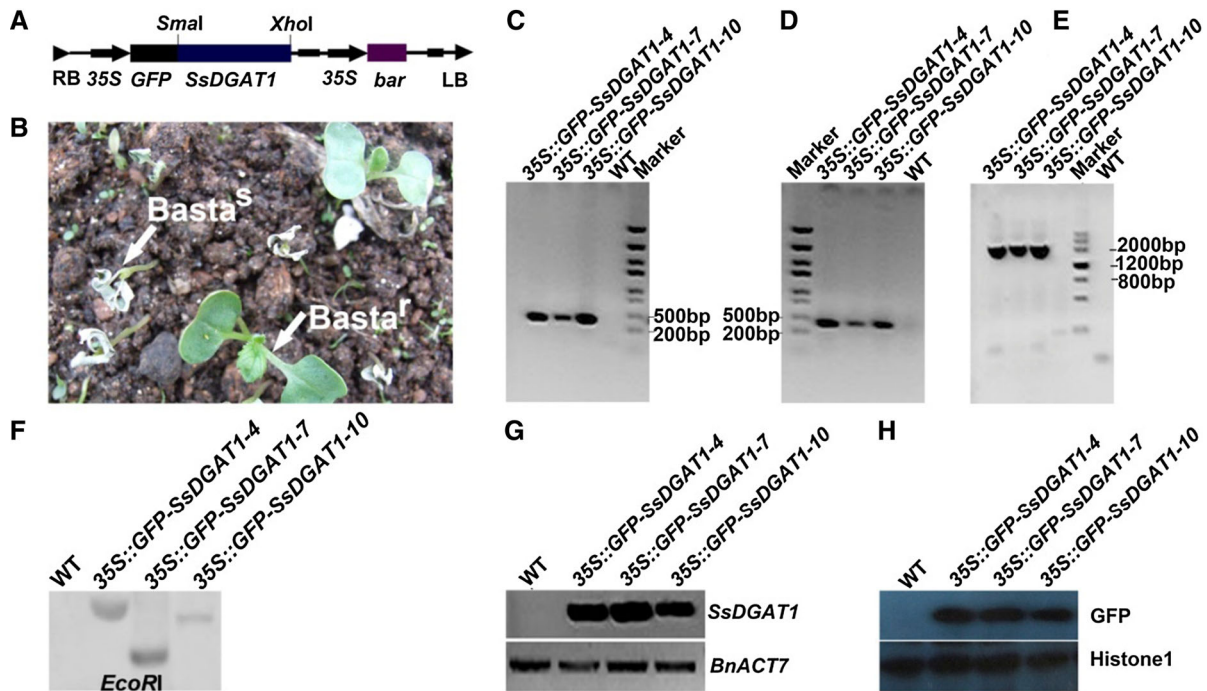 A
SmaI XhoI
RB 35S GFP SsDGAT1 35S bar LB
B
Basta^s
Basta^r
C
35S::GFP-SsDGAT1-4
35S::GFP-SsDGAT1-7
35S::GFP-SsDGAT1-10
WT
Marker
500bp
200bp
D
Marker
35S::GFP-SsDGAT1-4
35S::GFP-SsDGAT1-7
35S::GFP-SsDGAT1-10
WT
500bp
200bp
E
35S::GFP-SsDGAT1-4
35S::GFP-SsDGAT1-7
35S::GFP-SsDGAT1-10
Marker
WT
2000bp
1200bp
800bp
F
WT
35S::GFP-SsDGAT1-4
35S::GFP-SsDGAT1-7
35S::GFP-SsDGAT1-10
EcoRI
G
WT
35S::GFP-SsDGAT1-4
35S::GFP-SsDGAT1-7
35S::GFP-SsDGAT1-10
SsDGAT1
BnACT7
H
WT
35S::GFP-SsDGAT1-4
35S::GFP-SsDGAT1-7
35S::GFP-SsDGAT1-10
GFP
Histone1